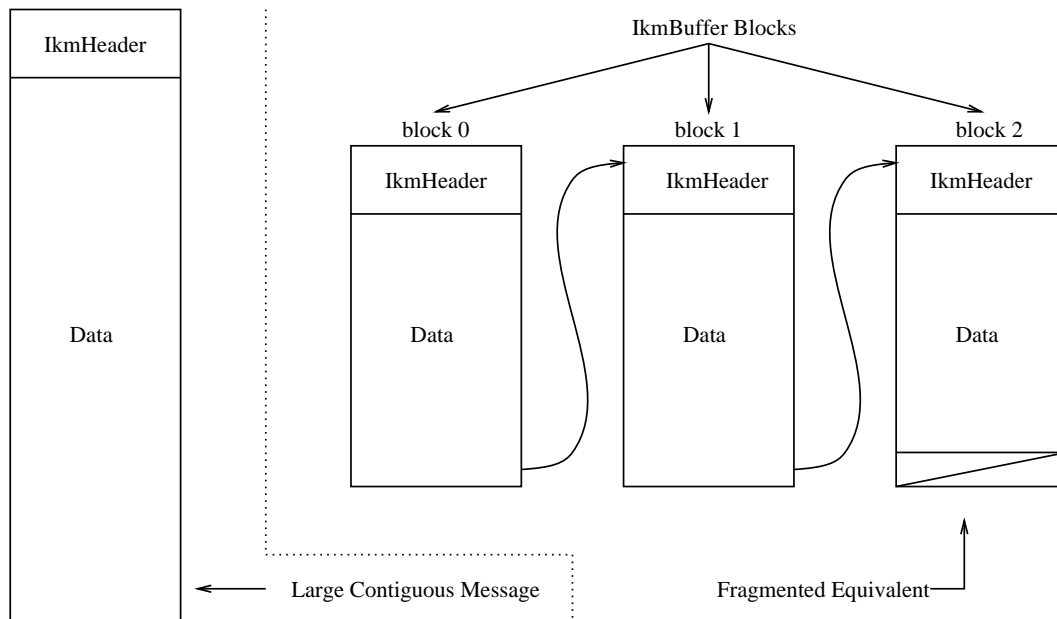 IkmHeader
Data
Large Contiguous Message
IkmBuffer Blocks
block 0
block 1
block 2
IkmHeader
IkmHeader
IkmHeader
Data
Data
Data
Fragmented Equivalent